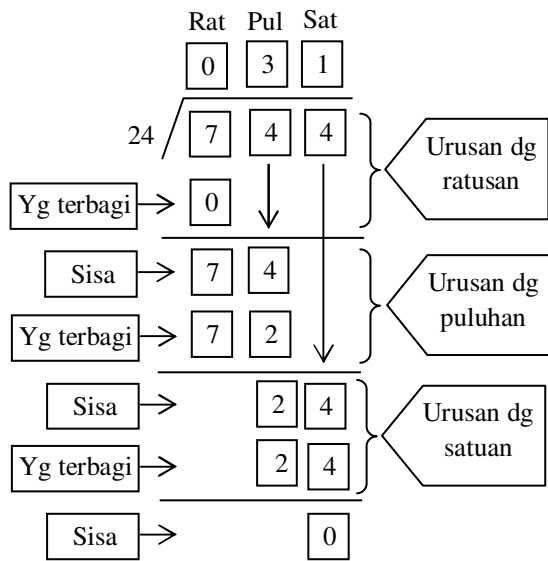 Rat Pul Sat
0 3 1
24 7 4 4
Urusan dg
ratusan
Yg terbagi 0
Sisa 7 4
Urusan dg
puluhan
Yg terbagi 7 2
Sisa 2 4
Urusan dg
satuan
Yg terbagi 2 4
Sisa 0